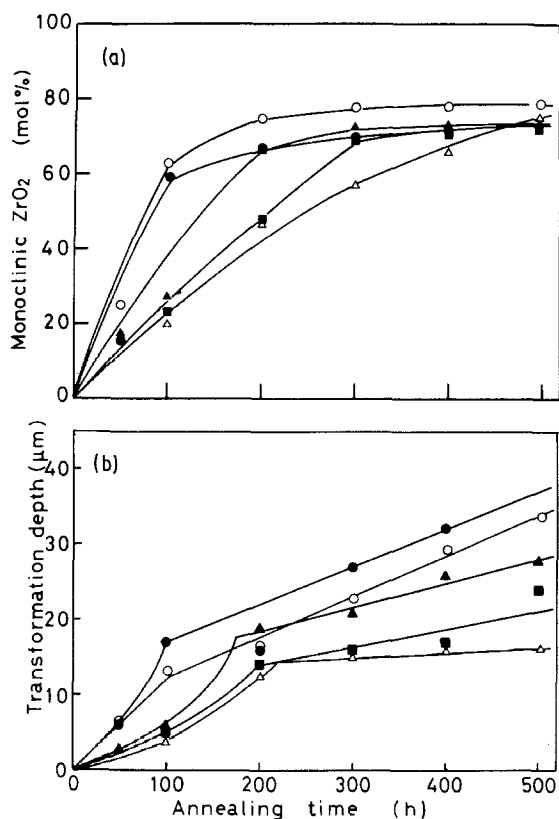 (a)
Monoclinic ZrO2 (mol%)
100
80
60
40
20
0
(b)
Transformation depth (µm)
40
30
20
10
0
0 100 200 300 400 500
Annealing time (h)